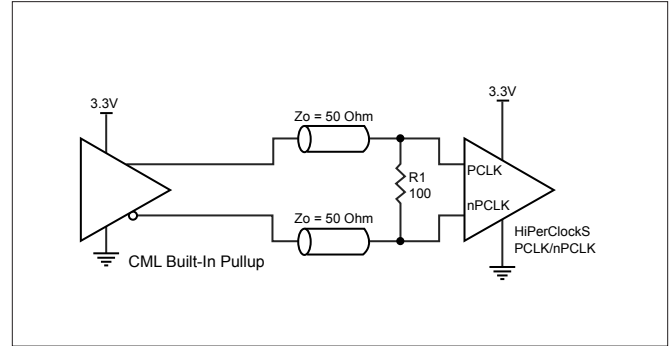 3.3V
Zo = 50 Ohm
3.3V
PCLK
R1
100
nPCLK
Zo = 50 Ohm
HiPerClockS
PCLK/nPCLK
CML Built-In Pullup